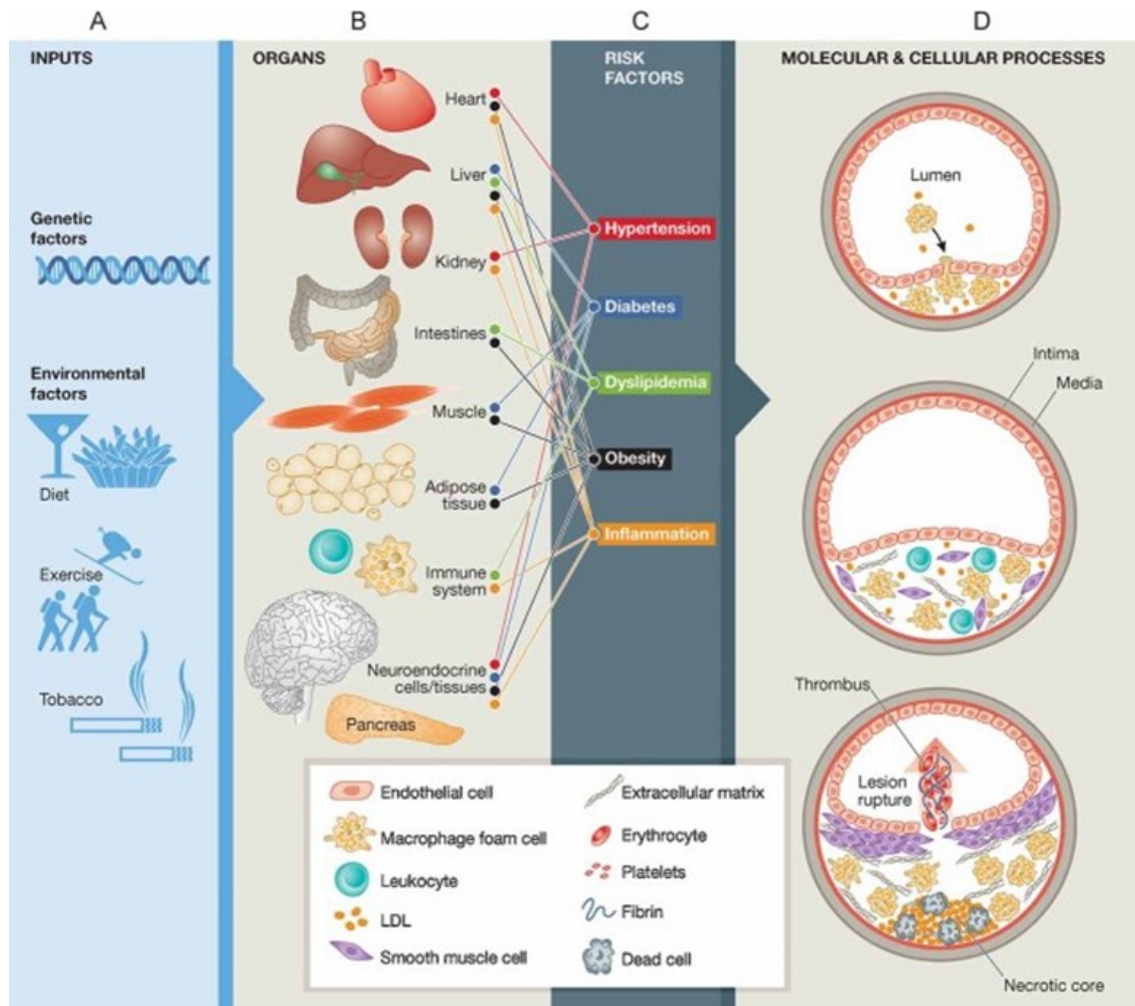 A
B
C
D
INPUTS
Genetic
factors
Environmental
factors
Diet
Exercise
Tobacco
ORGANS
Heart
Liver
Kidney
Intestines
Muscle
Adipose
tissue
Immune
system
Neuroendocrine
cells/tissues
Pancreas
RISK
FACTORS
Hypertension
Diabetes
Dyslipidemia
Obesity
Inflammation
MOLECULAR & CELLULAR PROCESSES
Lumen
Intima
Media
Thrombus
Lesion
rupture
Necrotic core
Endothelial cell
Macrophage foam cell
Leukocyte
LDL
Smooth muscle cell
Extracellular matrix
Erythrocyte
Platelets
Fibrin
Dead cell